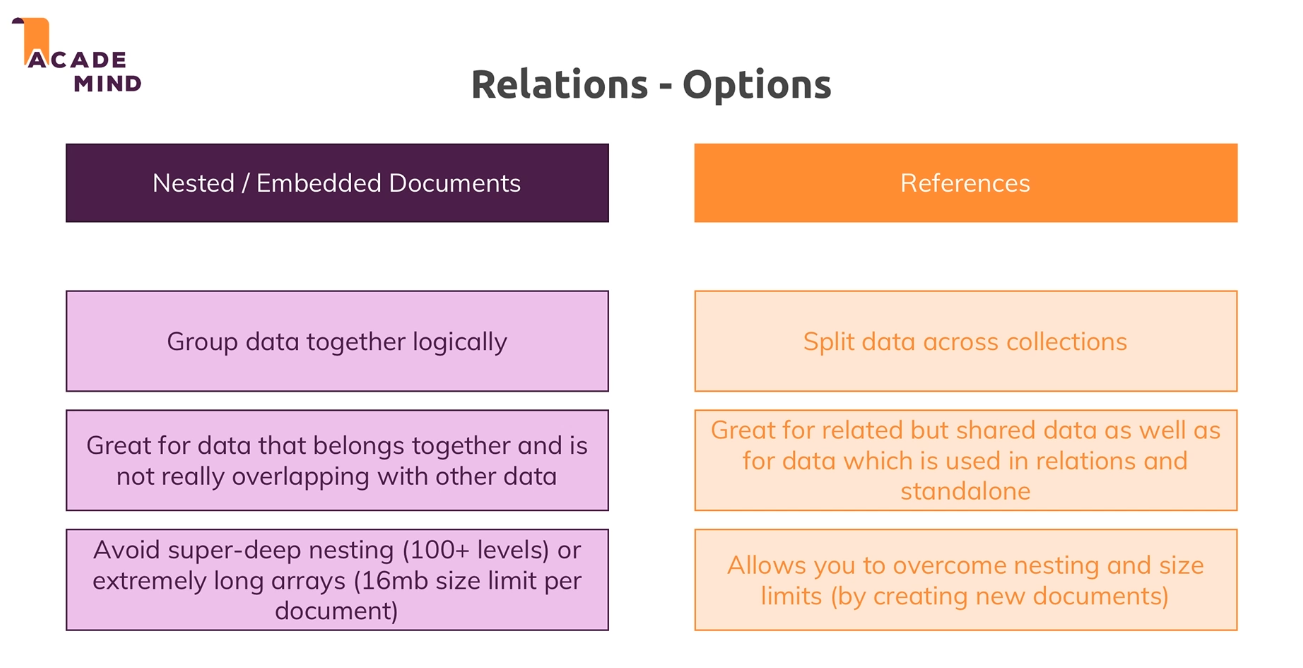 ACADE
MIND
Relations - Options
Nested / Embedded Documents
References
Group data together logically
Split data across collections
Great for data that belongs together and is
not really overlapping with other data
Great for related but shared data as well as
for data which is used in relations and
standalone
Avoid super-deep nesting (100+ levels) or
extremely long arrays (16mb size limit per
document)
Allows you to overcome nesting and size
limits (by creating new documents)